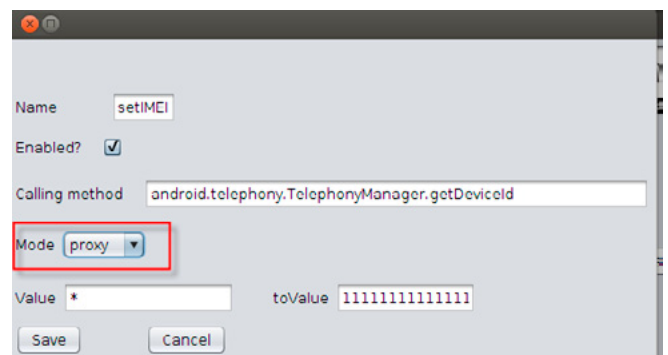 Name setIMEI
Enabled?
Calling method android.telephony.TelephonyManager.getDeviceId
Mode proxy
Value * toValue 11111111111111
Save Cancel